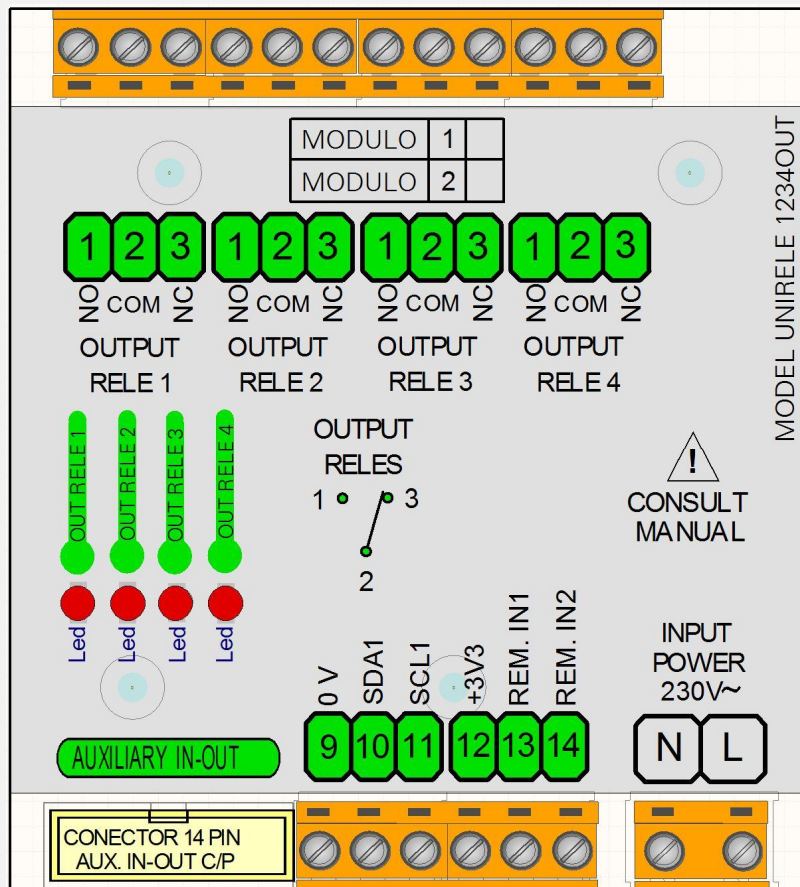 MODULO 1
MODULO 2
MODEL UNIRELE 1234OUT
1 2 3 1 2 3 1 2 3 1 2 3
NO COM NC NO COM NC NO COM NC NO COM NC
OUTPUT OUTPUT OUTPUT OUTPUT
RELE 1 RELE 2 RELE 3 RELE 4
OUT RELE 1
OUT RELE 2
OUT RELE 3
OUT RELE 4
Led Led Led Led
OUTPUT
RELES
1 3
2
!
CONSULT
MANUAL
0 V
SDA1
SCL1
+3V3
REM. IN1
REM. IN2
9 10 11 12 13 14
INPUT
POWER
230V~
N L
AUXILIARY IN-OUT
CONECTOR 14 PIN
AUX. IN-OUT C/P